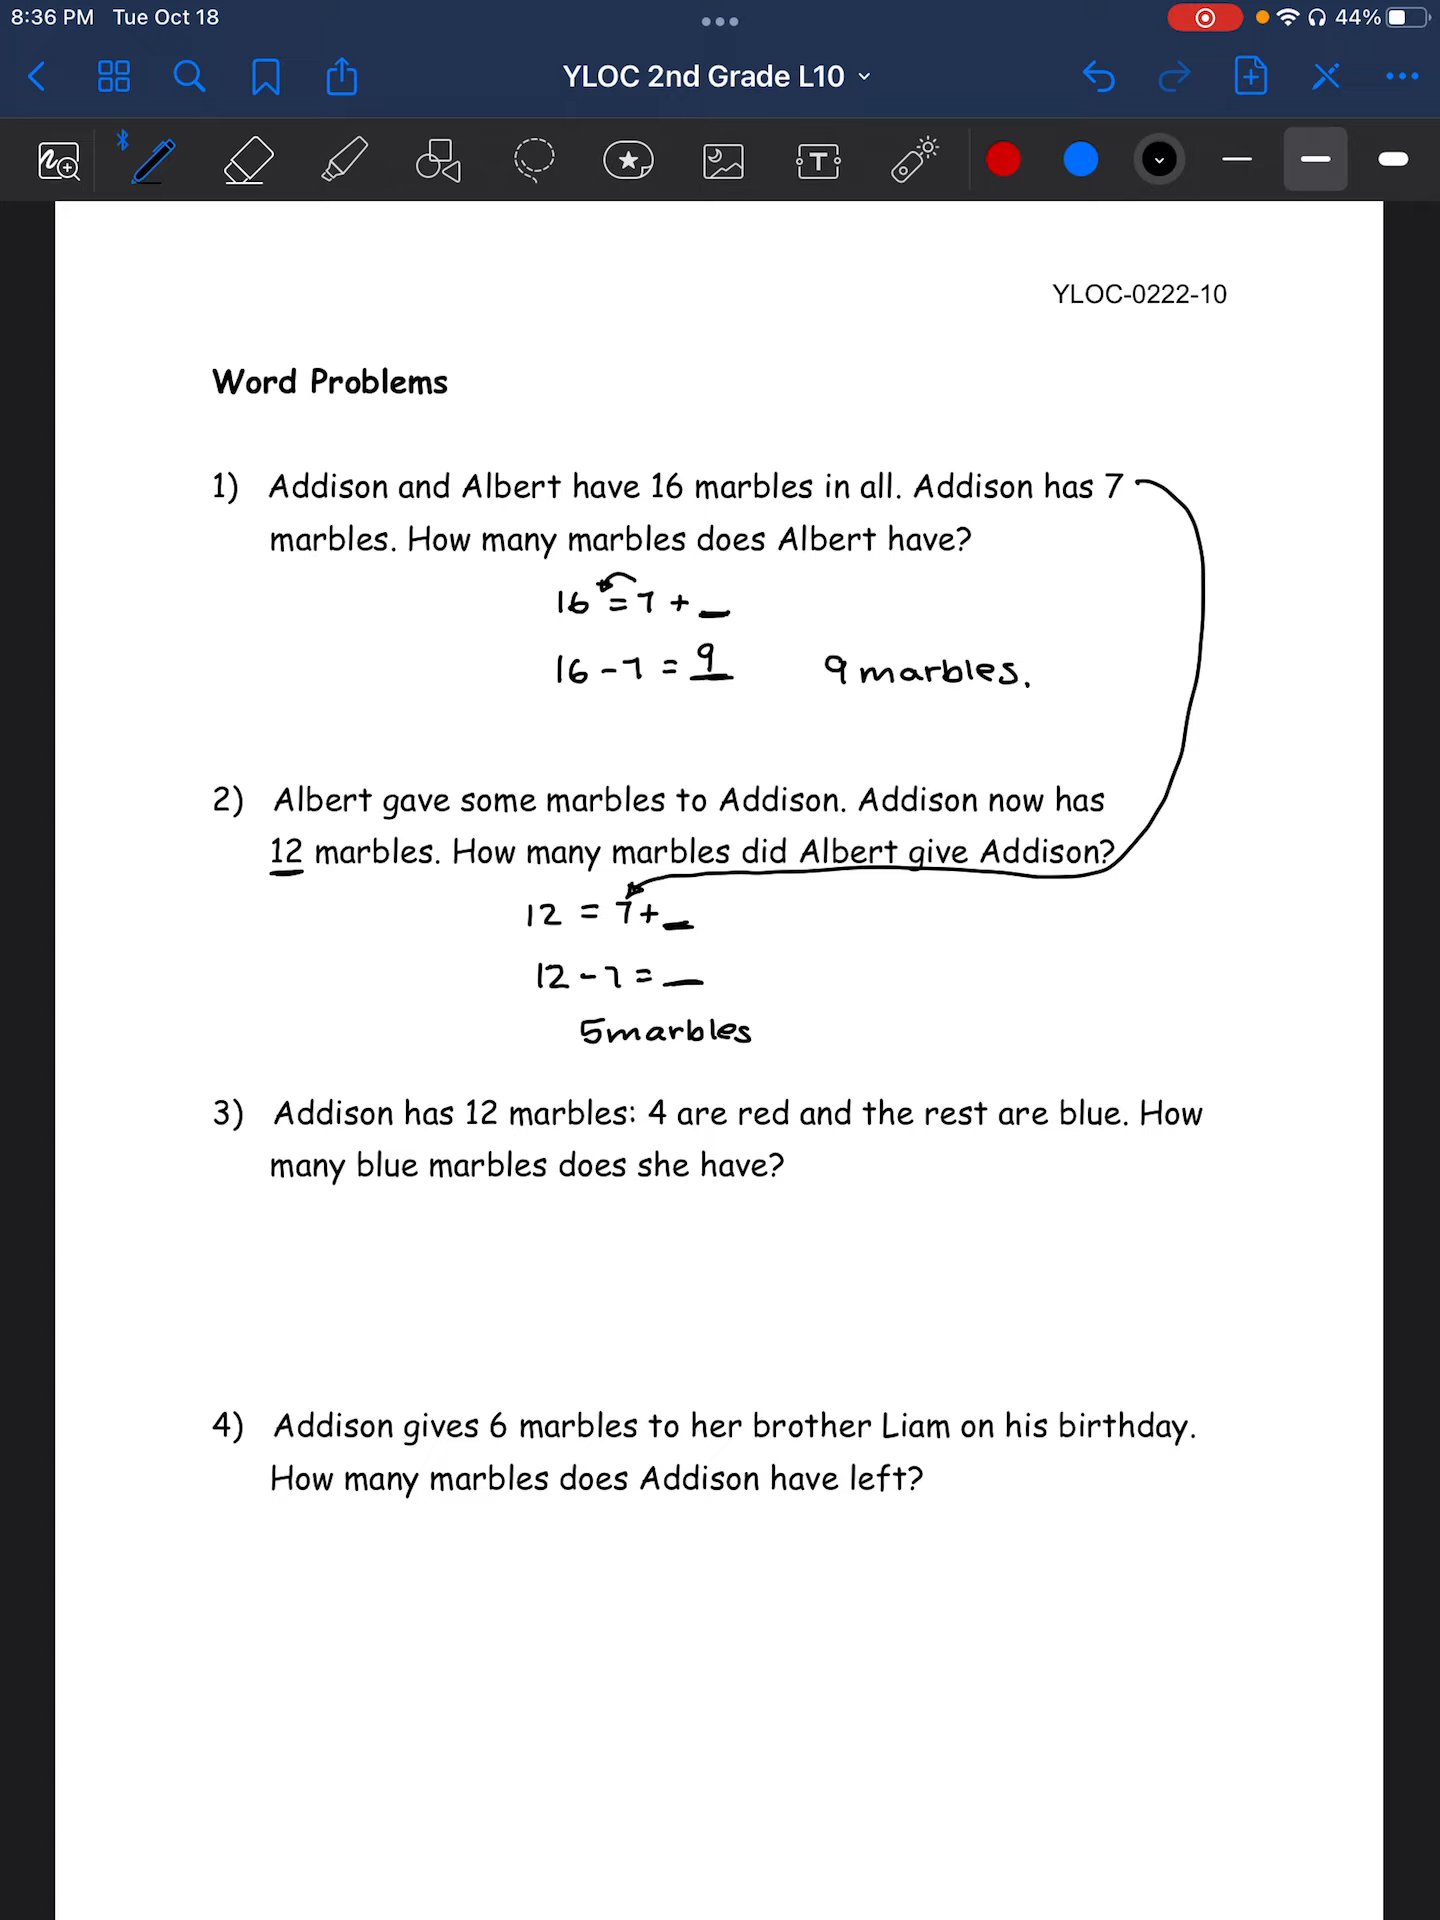 8:36 PM Tue Oct 18
44%
YLOC 2nd Grade L10
YLOC-0222-10
Word Problems
1) Addison and Albert have 16 marbles in all. Addison has 7
marbles. How many marbles does Albert have?
16 = 7 + _
16 - 7 = 9 9 marbles.
2) Albert gave some marbles to Addison. Addison now has
12 marbles. How many marbles did Albert give Addison?
12 = 7 + _
12 - 7 = _
5 marbles
3) Addison has 12 marbles: 4 are red and the rest are blue. How
many blue marbles does she have?
4) Addison gives 6 marbles to her brother Liam on his birthday.
How many marbles does Addison have left?